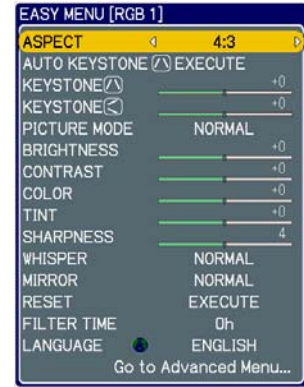 EASY MENU [RGB 1]
ASPECT 4:3
AUTO KEYSTONE EXECUTE
KEYSTONE +0
KEYSTONE +0
PICTURE MODE NORMAL
BRIGHTNESS +0
CONTRAST +0
COLOR +0
TINT +0
SHARPNESS 4
WHISPER NORMAL
MIRROR NORMAL
RESET EXECUTE
FILTER TIME 0h
LANGUAGE ENGLISH
Go to Advanced Menu...